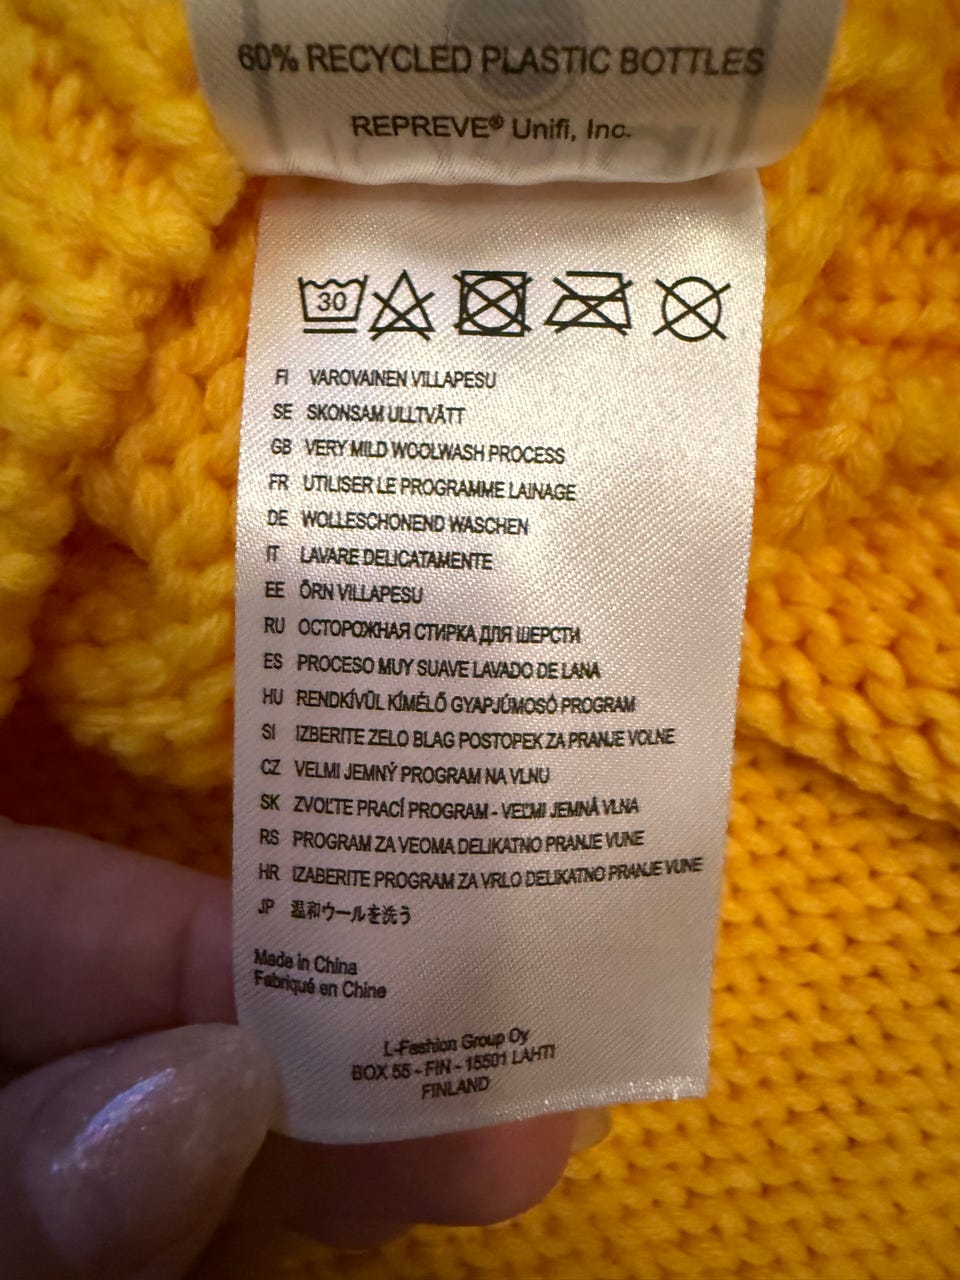 60% RECYCLED PLASTIC BOTTLES
REPREVE® Unifi, Inc.
30
FI VAROVAINEN VILLAPESU
SE SKONSAM ULLTVÄTT
GB VERY MILD WOOLWASH PROCESS
FR UTILISER LE PROGRAMME LAINAGE
DE WOLLESCHONEND WASCHEN
IT LAVARE DELICATAMENTE
EE ÕRN VILLAPESU
RU ОСТОРОЖНАЯ СТИРКА ДЛЯ ШЕРСТИ
ES PROCESO MUY SUAVE LAVADO DE LANA
HU RENDKÍVÜL KÍMÉLŐ GYAPJÚMOSÓ PROGRAM
SI IZBERITE ZELO BLAG POSTOPEK ZA PRANJE VOLNE
CZ VELMI JEMNÝ PROGRAM NA VLNU
SK ZVOĽTE PRACÍ PROGRAM - VEĽMI JEMNÁ VLNA
RS PROGRAM ZA VEOMA DELIKATNO PRANJE VUNE
HR IZABERITE PROGRAM ZA VRLO DELIKATNO PRANJE VUNE
JP 温和ウールを洗う
Made in China
Fabriqué en Chine
L-Fashion Group Oy
BOX 55 - FIN - 15501 LAHTI
FINLAND